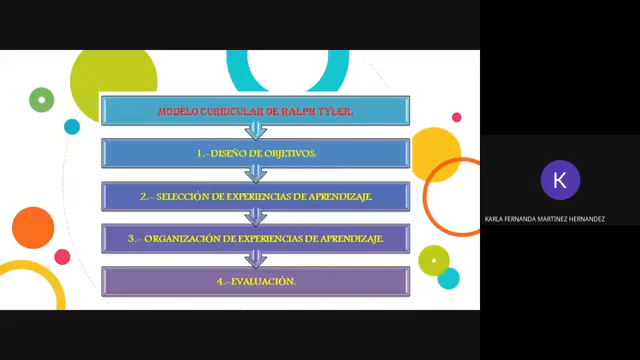 MODELO CURRICULAR DE RALPH TYLER.
1.-DISEÑO DE OBJETIVOS.
2.- SELECCIÓN DE EXPERIENCIAS DE APRENDIZAJE.
3.- ORGANIZACIÓN DE EXPERIENCIAS DE APRENDIZAJE.
4.-EVALUACIÓN.
K
KARLA FERNANDA MARTINEZ HERNANDEZ